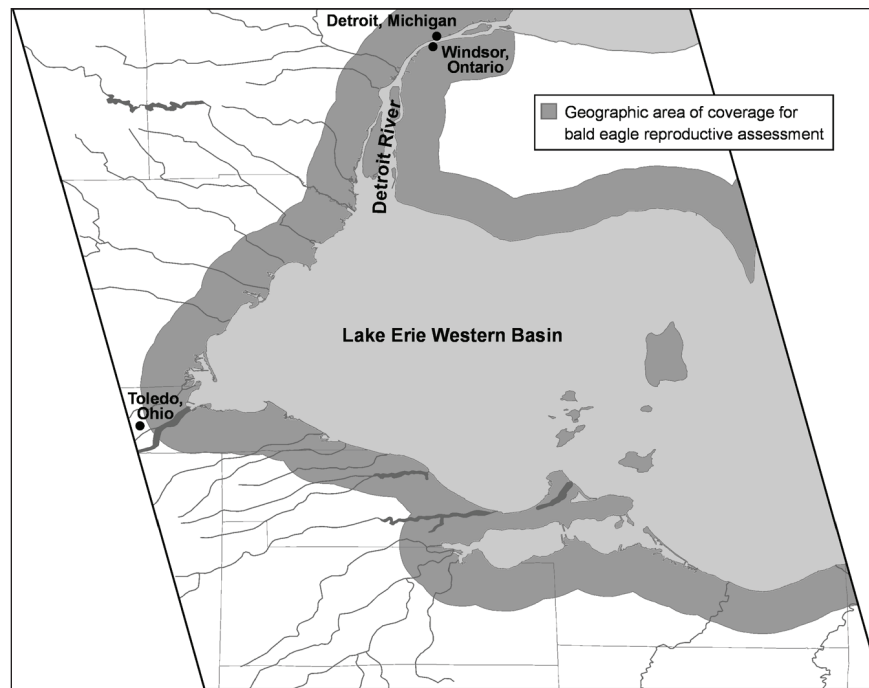 Detroit, Michigan
Windsor,
Ontario
Geographic area of coverage for
bald eagle reproductive assessment
Detroit River
Lake Erie Western Basin
Toledo,
Ohio